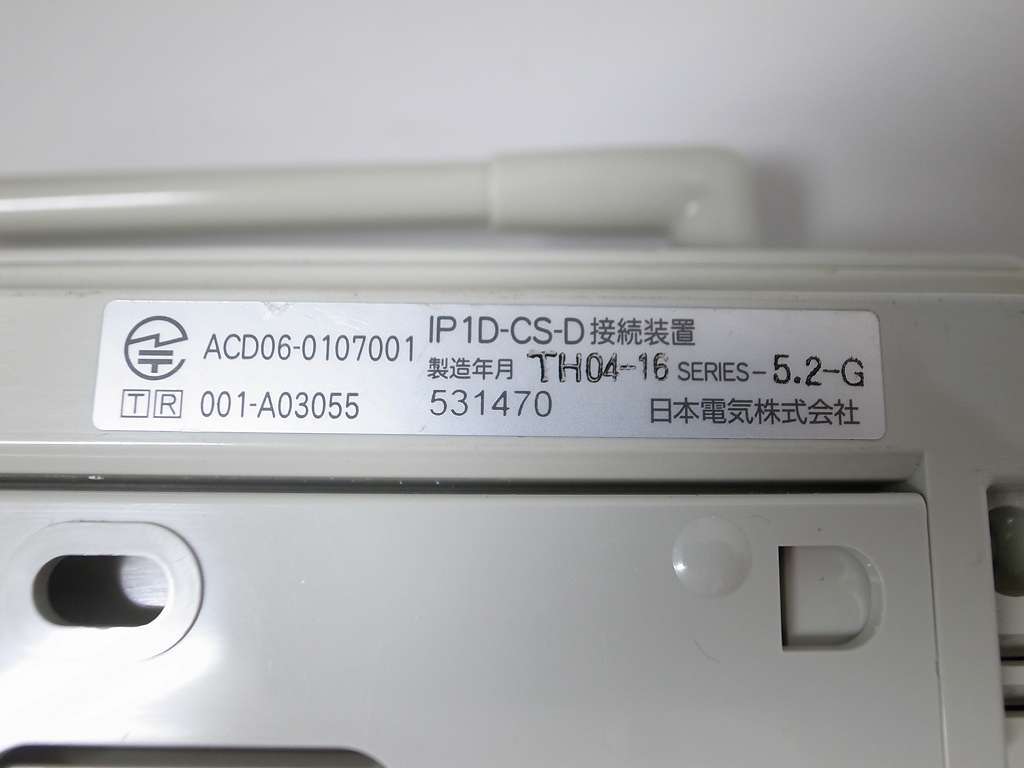 ACD06-0107001
T R 001-A03055
IP1D-CS-D 接続装置
製造年月 TH04-16 SERIES- 5.2-G
531470 日本電気株式会社